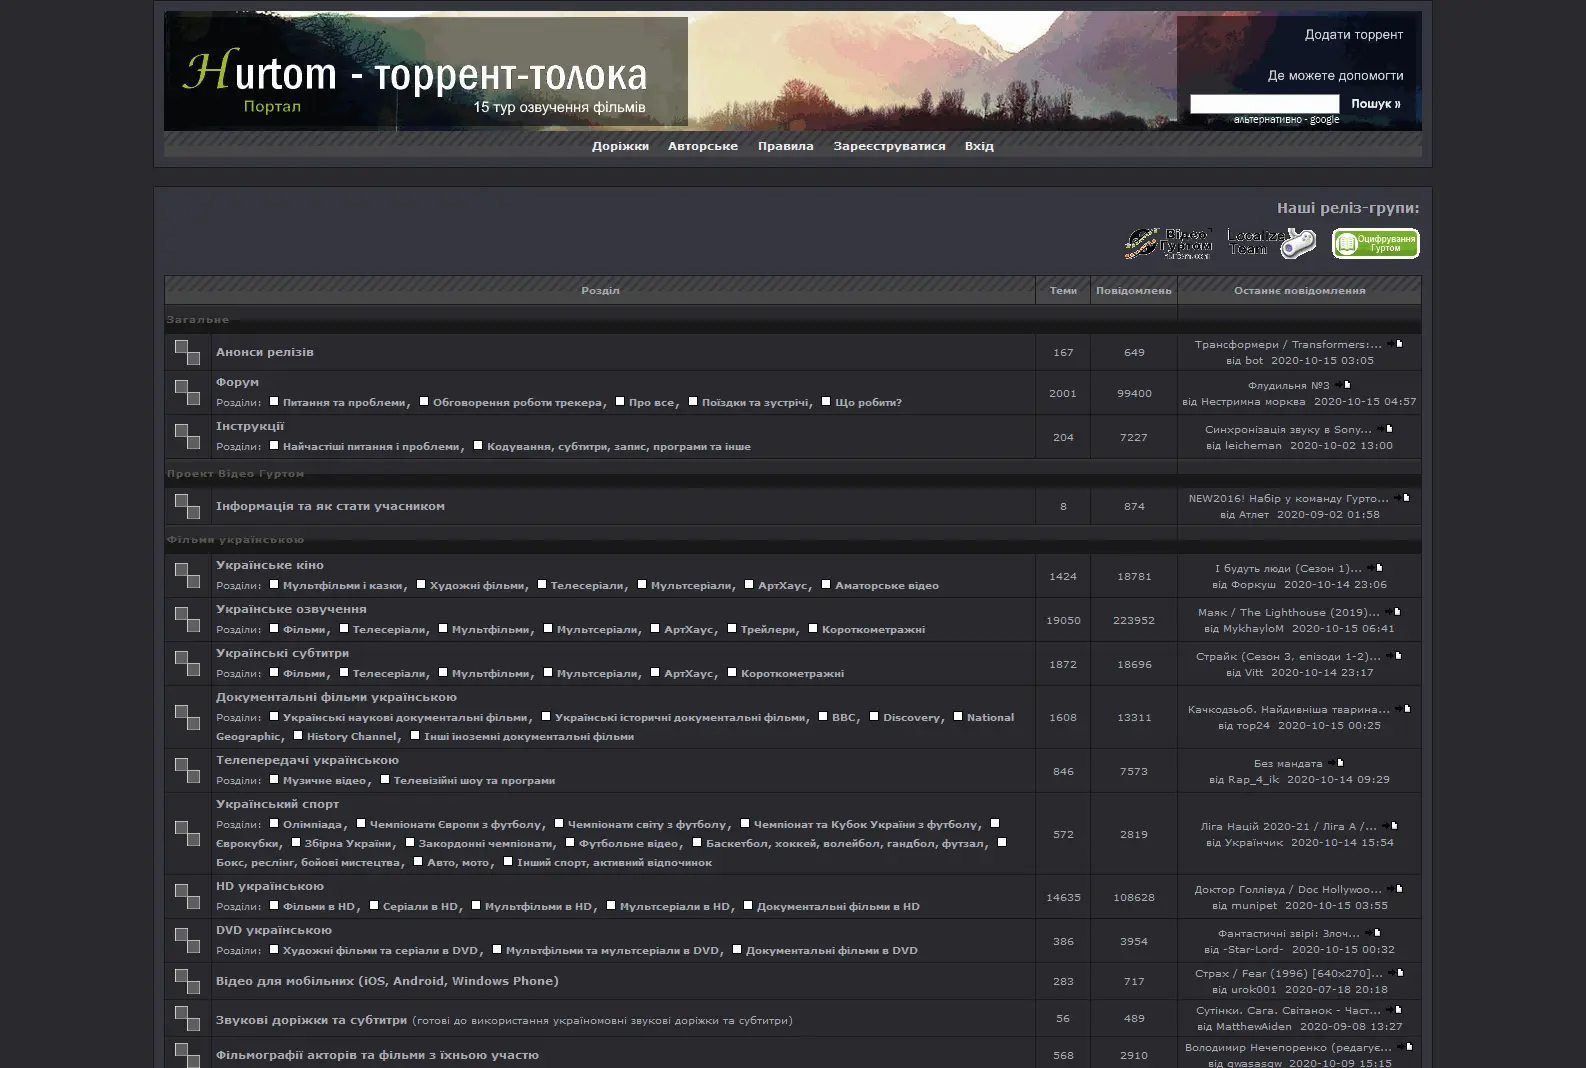 Hurtom - торрент-толока
Портал
15 тур озвучення фільмів
Додати торрент
Де можете допомогти
Пошук »
альтернативно - google
Доріжки Авторське Правила Зареєструватися Вхід
Наші реліз-групи:
Відео Гуртом
Localize Team
Оцифрування Гуртом
Розділ Теми Повідомлень Останнє повідомлення
Загальне
Анонси релізів 167 649 Трансформери / Transformers:...
від bot 2020-10-15 03:05
Форум 2001 99400 Флудильня №3
Розділи: Питання та проблеми, Обговорення роботи трекера, Про все, Поїздки та зустрічі, Що робити? від Нестримна морква 2020-10-15 04:57
Інструкції 204 7227 Синхронізація звуку в Sony...
Розділи: Найчастіші питання і проблеми, Кодування, субтитри, запис, програми та інше від leicheman 2020-10-02 13:00
Проект Відео Гуртом
Інформація та як стати учасником 8 874 NEW2016! Набір у команду Гурто...
від Атлет 2020-09-02 01:58
Фільми українською
Українське кіно 1424 18781 І будуть люди (Сезон 1)...
Розділи: Мультфільми і казки, Художні фільми, Телесеріали, Мультсеріали, АртХаус, Аматорське відео від Форкуш 2020-10-14 23:06
Українське озвучення 19050 223952 Маяк / The Lighthouse (2019)...
Розділи: Фільми, Телесеріали, Мультфільми, Мультсеріали, АртХаус, Трейлери, Короткометражні від MykhayloM 2020-10-15 06:41
Українські субтитри 1872 18696 Страйк (Сезон 3, епізоди 1-2)...
Розділи: Фільми, Телесеріали, Мультфільми, Мультсеріали, АртХаус, Короткометражні від Vitt 2020-10-14 23:17
Документальні фільми українською 1608 13311 Качкодзьоб. Найдивніша тварина...
Розділи: Українські наукові документальні фільми, Українські історичні документальні фільми, BBC, Discovery, National від тор24 2020-10-15 00:25
Geographic, History Channel, Інші іноземні документальні фільми
Телепередачі українською 846 7573 Без мандата
Розділи: Музичне відео, Телевізійні шоу та програми від Rap_4_ik 2020-10-14 09:29
Український спорт 572 2819 Ліга Націй 2020-21 / Ліга А /...
Розділи: Олімпіада, Чемпіонати Європи з футболу, Чемпіонати світу з футболу, Чемпіонат та Кубок України з футболу, від Українчик 2020-10-14 15:54
Єврокубки, Збірна України, Закордонні чемпіонати, Футбольне відео, Баскетбол, хоккей, волейбол, гандбол, футзал,
Бокс, реслінг, бойові мистецтва, Авто, мото, Інший спорт, активний відпочинок
HD українською 14635 108628 Доктор Голлівуд / Doc Hollywoo...
Розділи: Фільми в HD, Серіали в HD, Мультфільми в HD, Мультсеріали в HD, Документальні фільми в HD від munipet 2020-10-15 03:55
DVD українською 386 3954 Фантастичні звірі: Злоч...
Розділи: Художні фільми та серіали в DVD, Мультфільми та мультсеріали в DVD, Документальні фільми в DVD від -Star-Lord- 2020-10-15 00:32
Відео для мобільних (iOS, Android, Windows Phone) 283 717 Страх / Fear (1996) [640x270]...
від urok001 2020-07-18 20:18
Звукові доріжки та субтитри (готові до використання україномовні звукові доріжки та субтитри) 56 489 Сутінки. Сага. Світанок - Част...
від MatthewAiden 2020-09-08 13:27
Фільмографії акторів та фільми з їхньою участю 568 2910 Володимир Нечепоренко (редагує...
від qwasasqw 2020-10-09 15:15